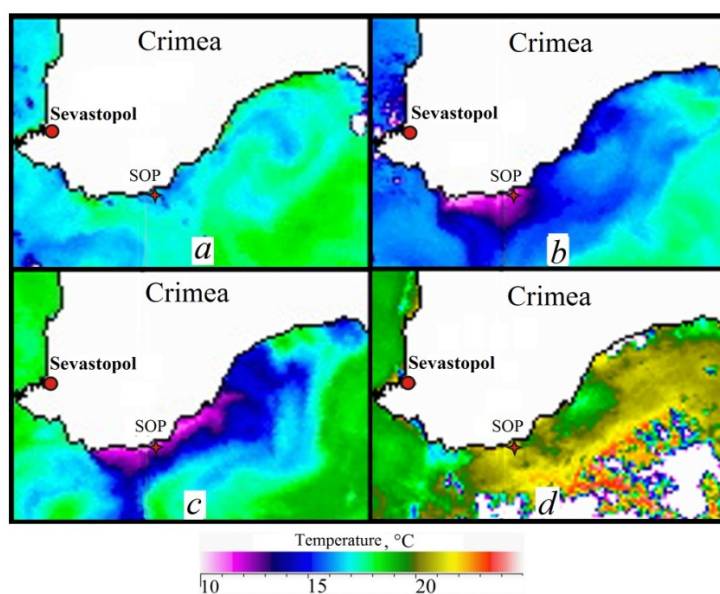 Crimea
Sevastopol
SOP
a
Crimea
Sevastopol
SOP
b
Crimea
Sevastopol
SOP
c
Crimea
Sevastopol
SOP
d
Temperature, °C
10 15 20